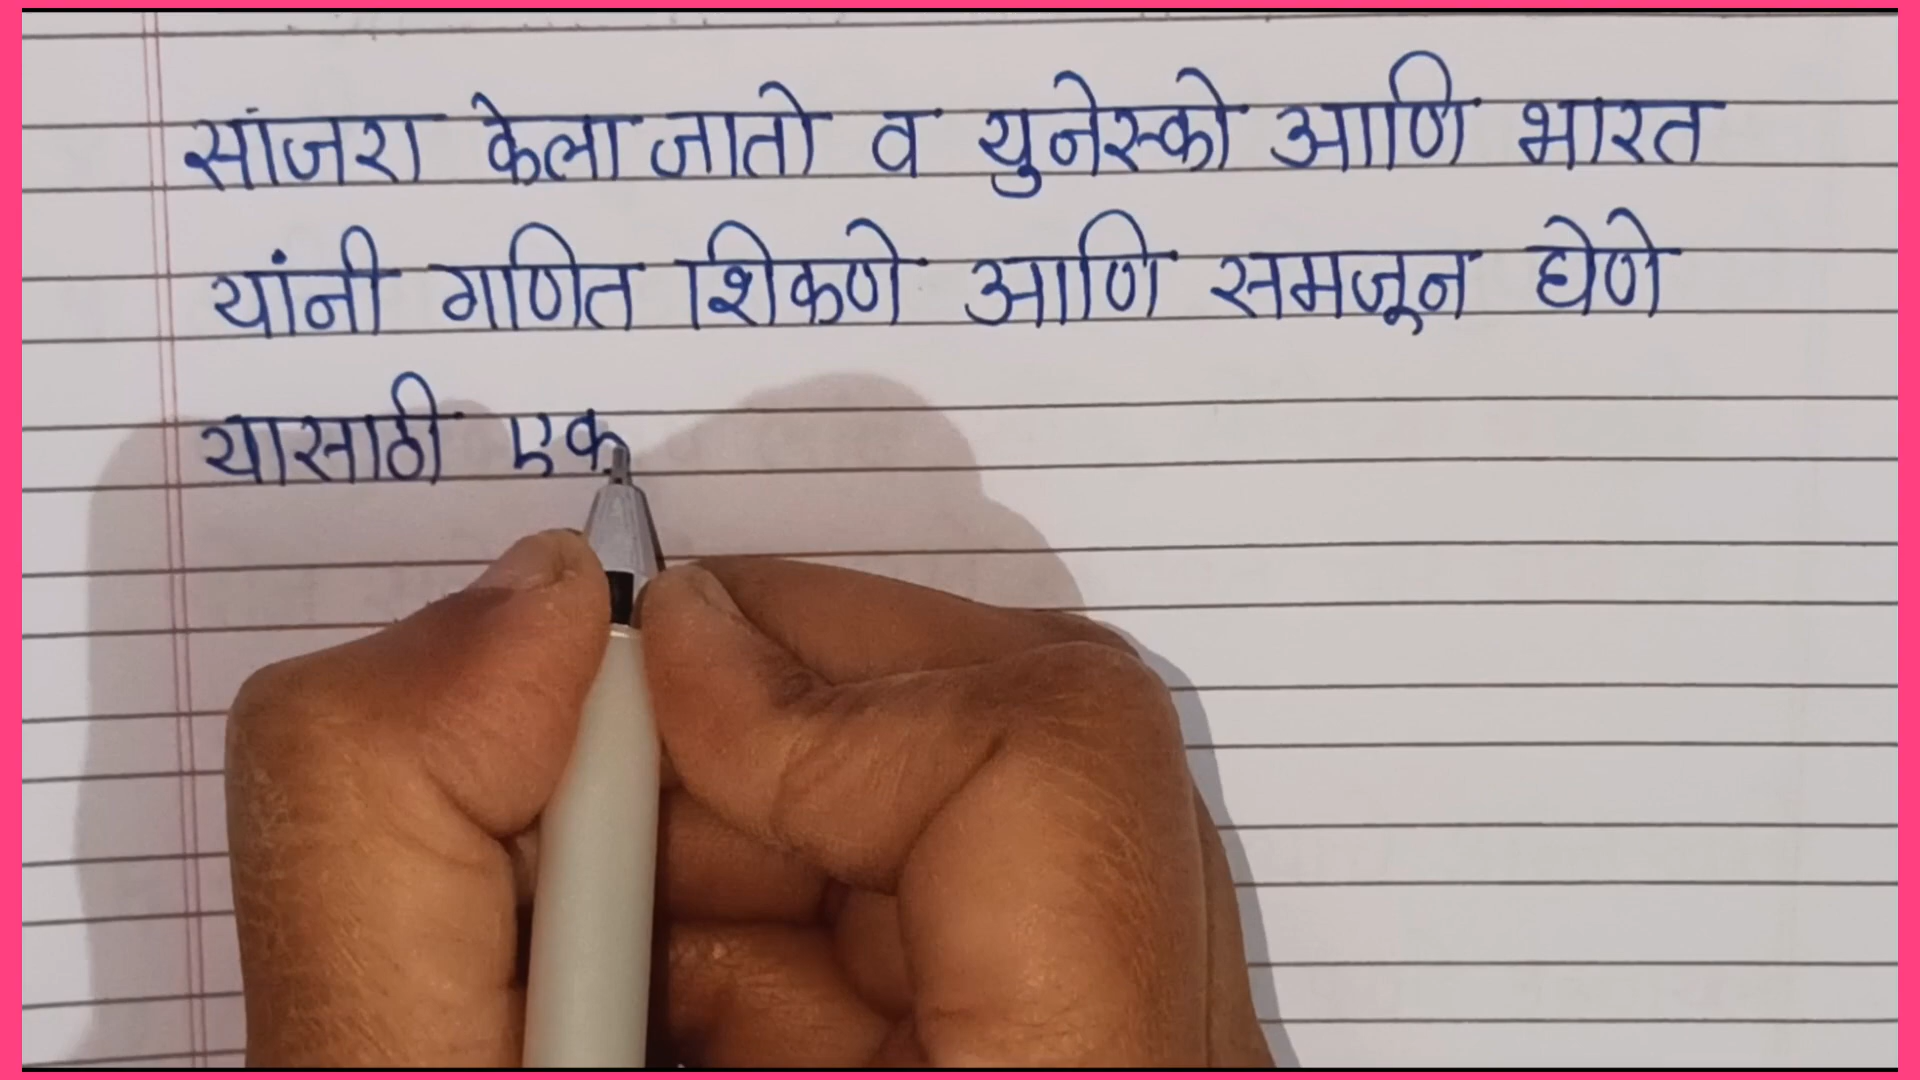 सांजरा केला जातो व युनेस्को आणि भारत
यांनी गणित शिकणे आणि समजून घेणे
यासाठी एक